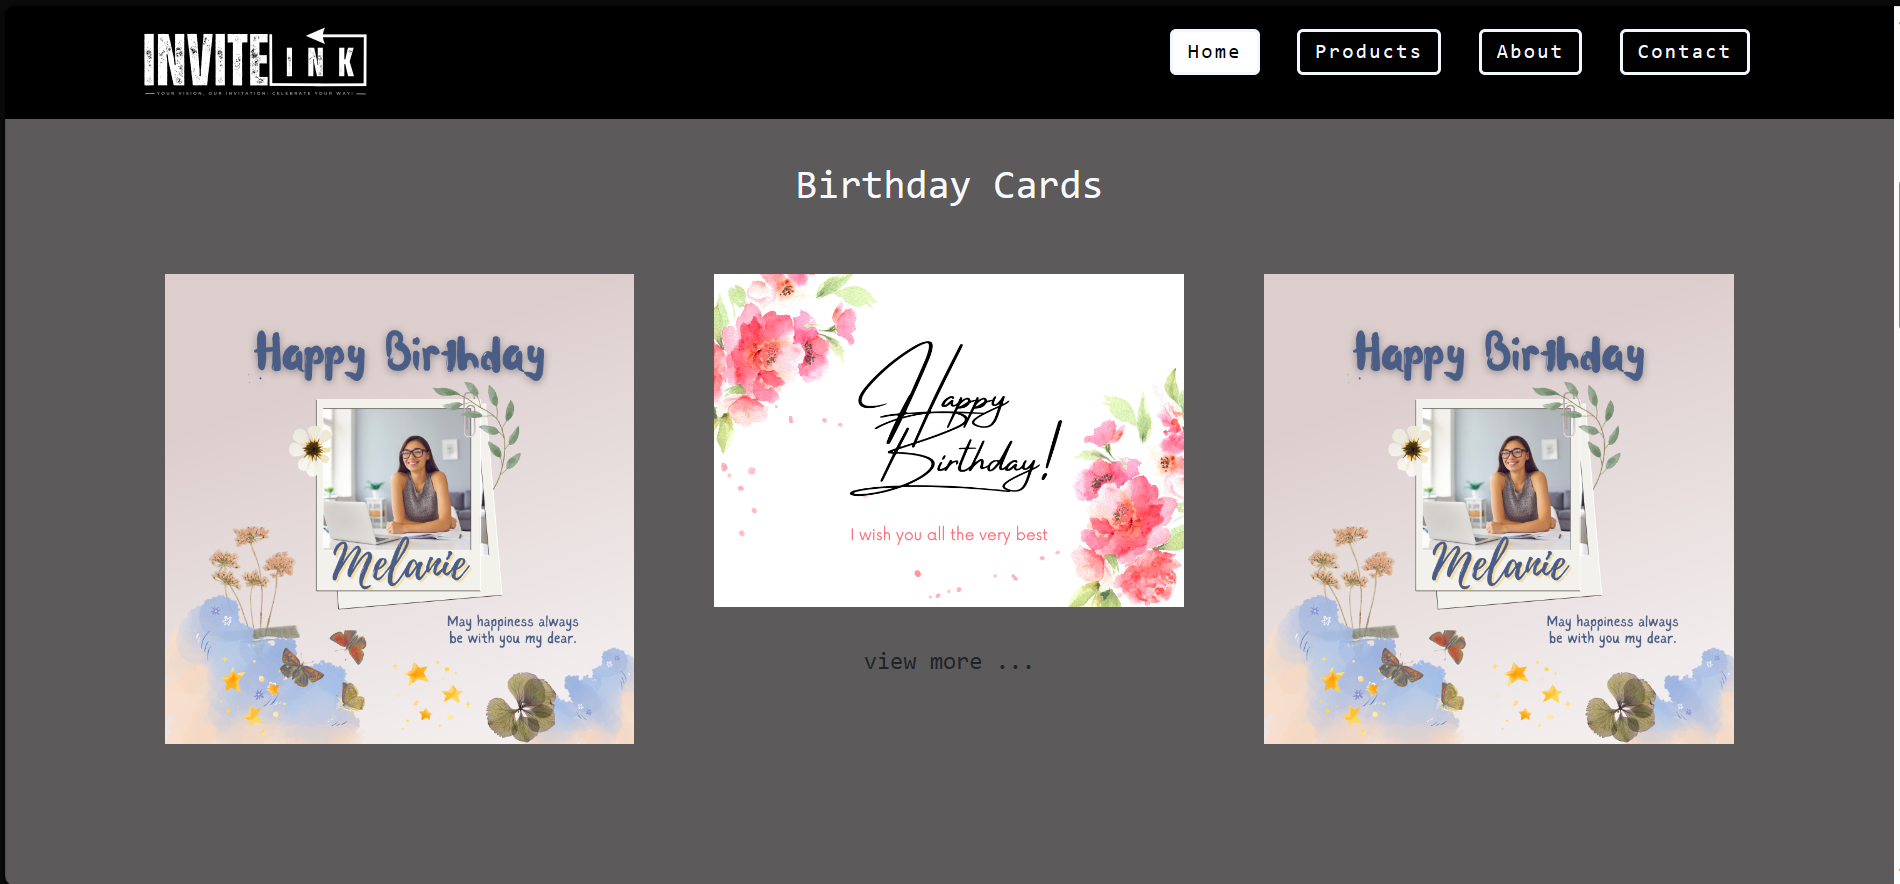 INVITE INK
YOUR VISION, OUR INVITATION: CELEBRATE YOUR WAY!
Home
Products
About
Contact
Birthday Cards
Happy Birthday
Melanie
May happiness always
be with you my dear.
Happy
Birthday!
I wish you all the very best
view more ...
Happy Birthday
Melanie
May happiness always
be with you my dear.